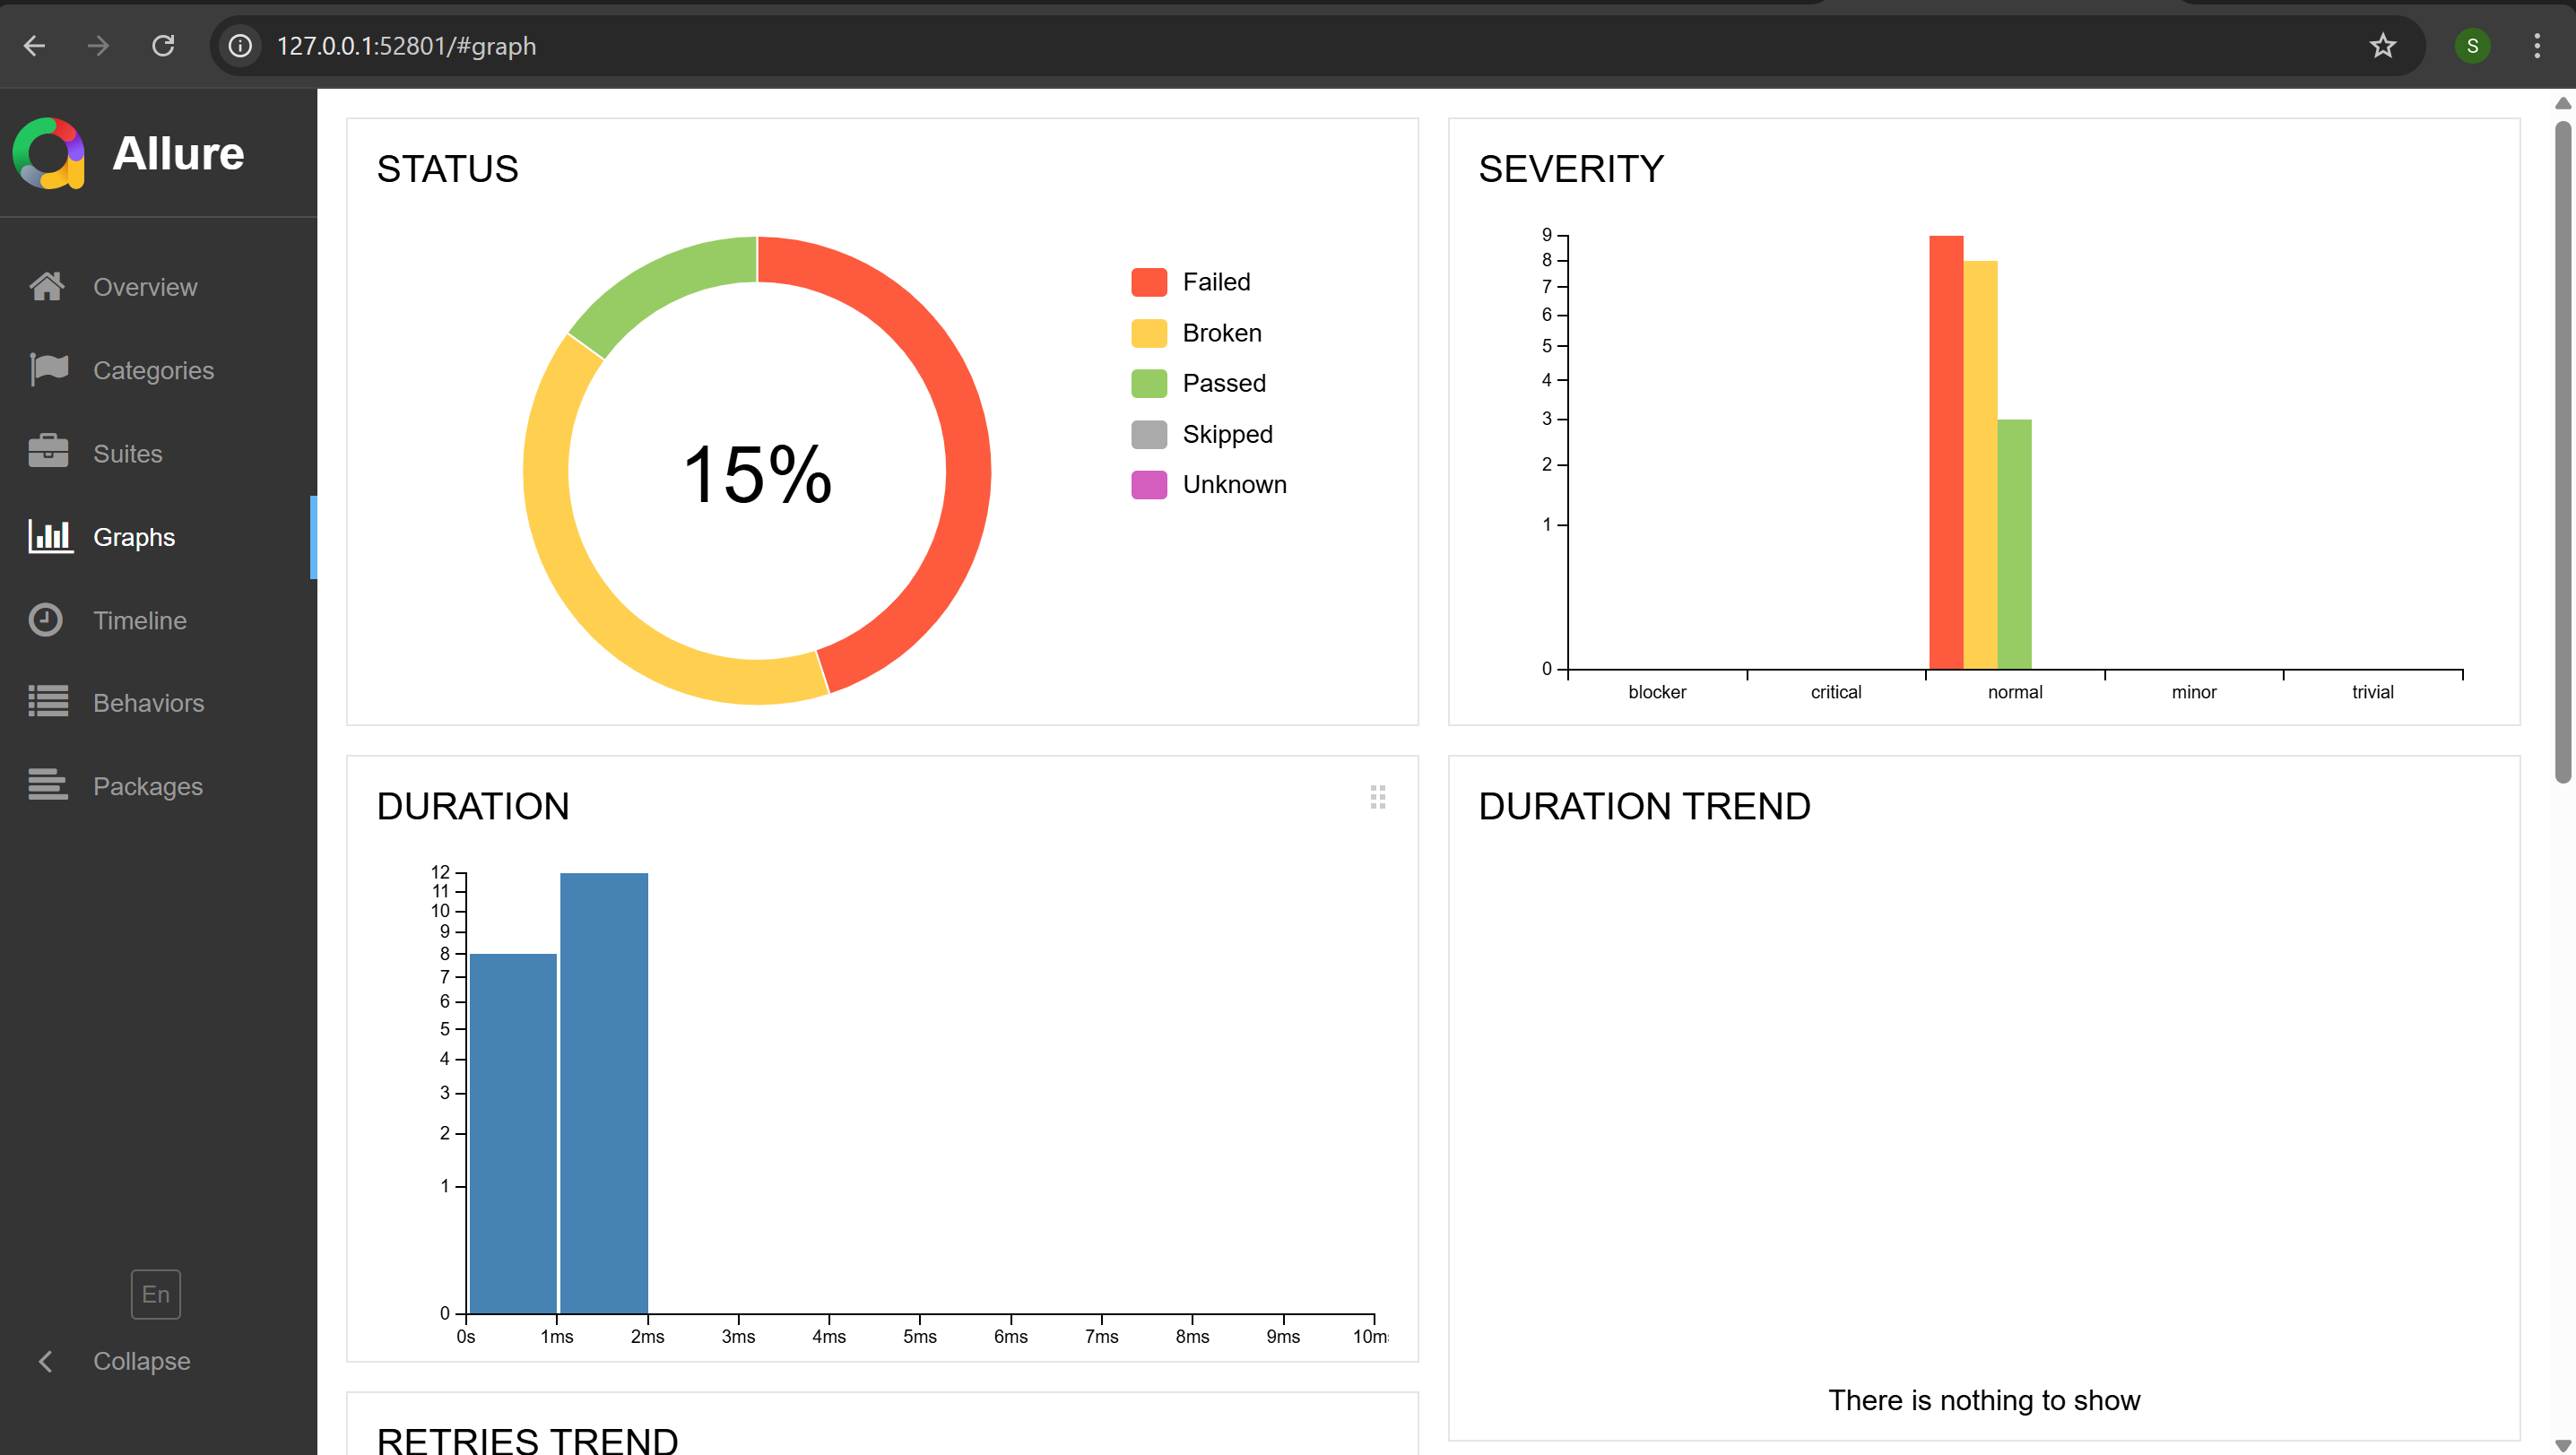 127.0.0.1:52801/#graph
Allure
Overview
Categories
Suites
Graphs
Timeline
Behaviors
Packages
En
Collapse
STATUS
15%
Failed
Broken
Passed
Skipped
Unknown
SEVERITY
9
8
7
6
5
4
3
2
1
0
blocker critical normal minor trivial
DURATION
12
11
10
9
8
7
6
5
4
3
2
1
0
0s 1ms 2ms 3ms 4ms 5ms 6ms 7ms 8ms 9ms 10m
DURATION TREND
There is nothing to show
RETRIES TREND
S